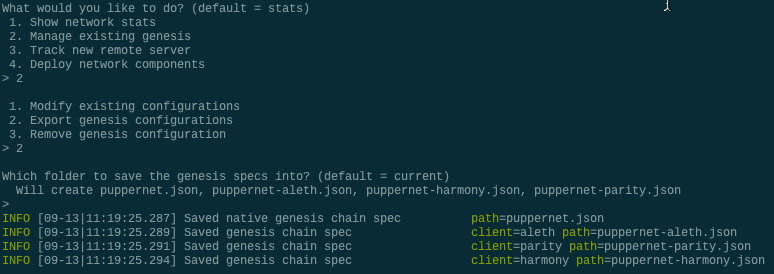 What would you like to do? (default = stats)
 1. Show network stats
 2. Manage existing genesis
 3. Track new remote server
 4. Deploy network components
> 2
 1. Modify existing configurations
 2. Export genesis configurations
 3. Remove genesis configuration
> 2
Which folder to save the genesis specs into? (default = current)
  Will create puppernet.json, puppernet-aleth.json, puppernet-harmony.json, puppernet-parity.json
>
INFO [09-13|11:19:25.287] Saved native genesis chain spec          path=puppernet.json
INFO [09-13|11:19:25.289] Saved genesis chain spec                 client=aleth path=puppernet-aleth.json
INFO [09-13|11:19:25.291] Saved genesis chain spec                 client=parity path=puppernet-parity.json
INFO [09-13|11:19:25.294] Saved genesis chain spec                 client=harmony path=puppernet-harmony.json